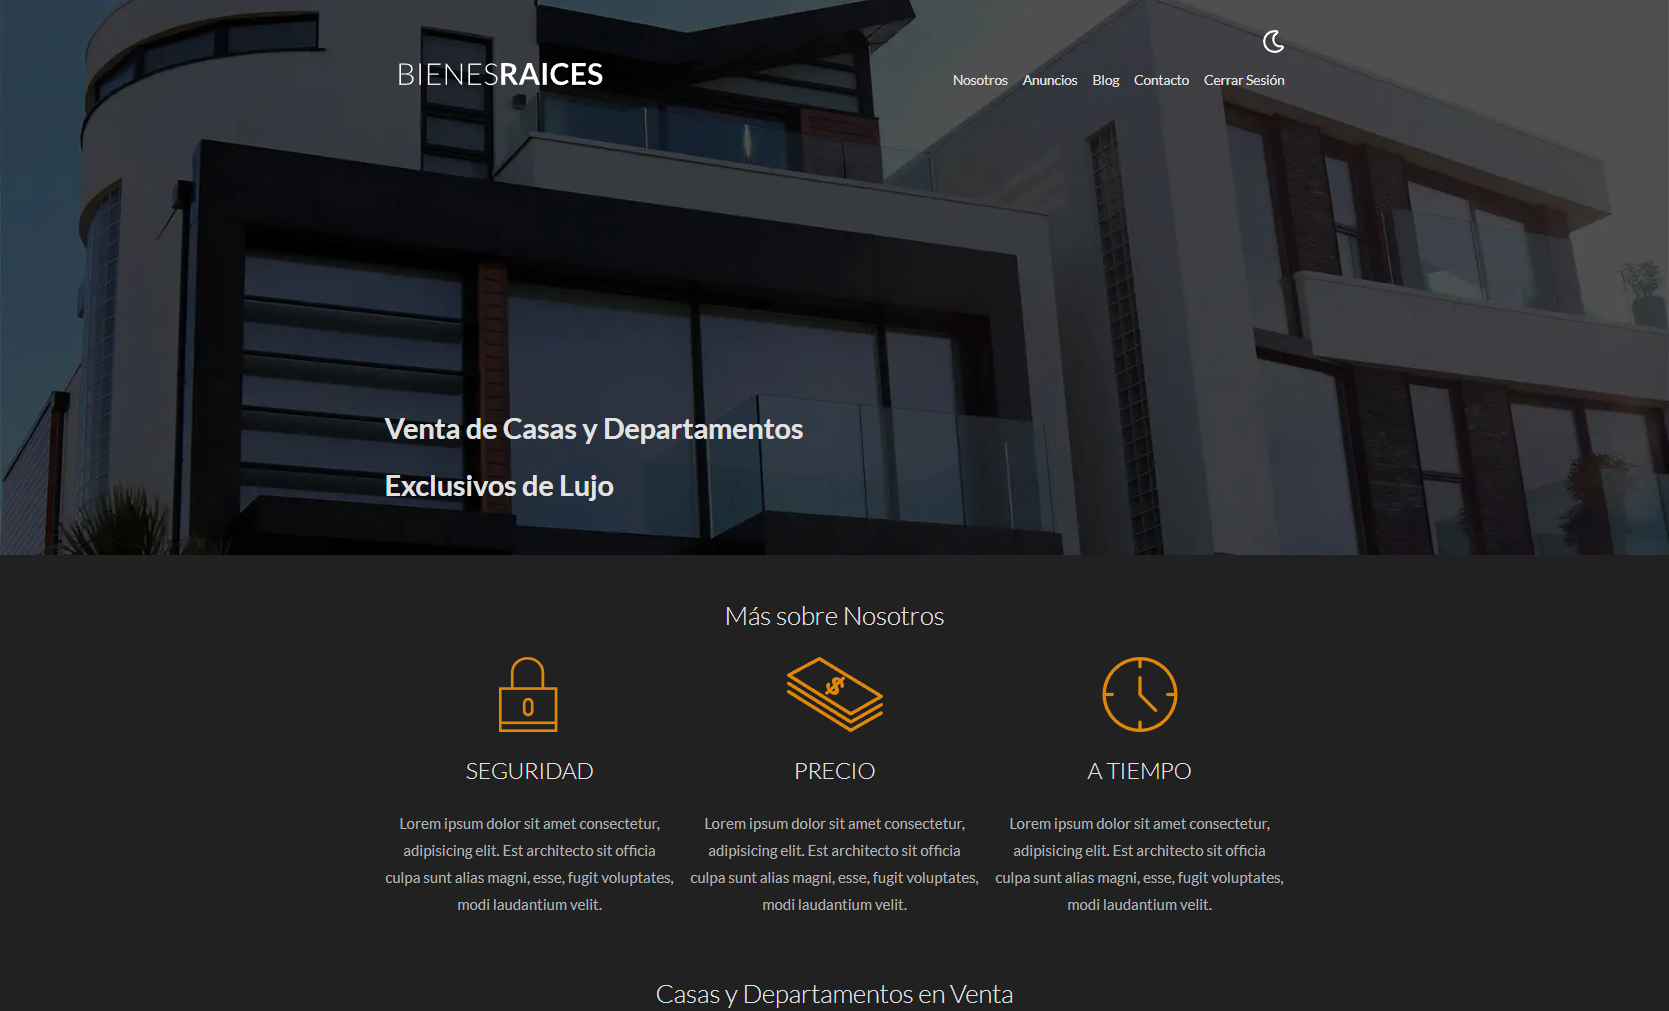 BIENESRAICES
Nosotros Anuncios Blog Contacto Cerrar Sesión
Venta de Casas y Departamentos
Exclusivos de Lujo
Más sobre Nosotros
$
0
SEGURIDAD
Lorem ipsum dolor sit amet consectetur,
adipisicing elit. Est architecto sit officia
culpa sunt alias magni, esse, fugit voluptates,
modi laudantium velit.
PRECIO
Lorem ipsum dolor sit amet consectetur,
adipisicing elit. Est architecto sit officia
culpa sunt alias magni, esse, fugit voluptates,
modi laudantium velit.
A TIEMPO
Lorem ipsum dolor sit amet consectetur,
adipisicing elit. Est architecto sit officia
culpa sunt alias magni, esse, fugit voluptates,
modi laudantium velit.
Casas y Departamentos en Venta